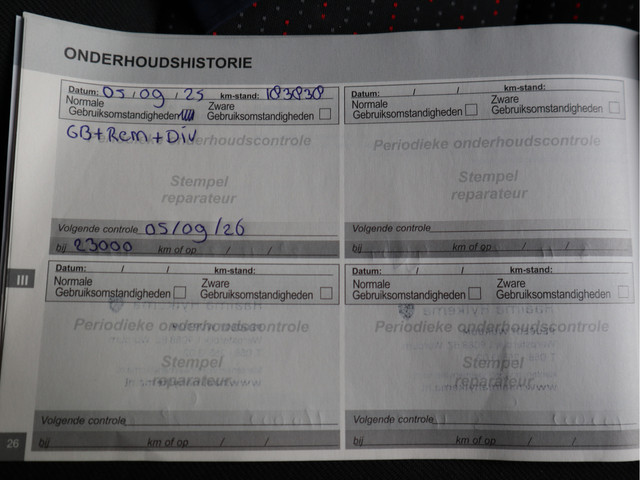 ONDERHOUDSHISTORIE
Datum: 05 / 09 / 25 km-stand: 183838
Normale Gebruiksomstandigheden
Zware Gebruiksomstandigheden
GB+Rem+Div
Periodieke onderhoudscontrole
Stempel
reparateur
Volgende controle 05/09/26
bij 23000 km of op / /
Datum: / / km-stand:
Normale Gebruiksomstandigheden
Zware Gebruiksomstandigheden
Periodieke onderhoudscontrole
Stempel
reparateur
Volgende controle
bij km of op / /
III
Datum: / / km-stand:
Normale Gebruiksomstandigheden
Zware Gebruiksomstandigheden
Periodieke onderhoudscontrole
Stempel
reparateur
Volgende controle
bij km of op / /
Datum: / / km-stand:
Normale Gebruiksomstandigheden
Zware Gebruiksomstandigheden
Periodieke onderhoudscontrole
Stempel
reparateur
Volgende controle
bij km of op / /
26